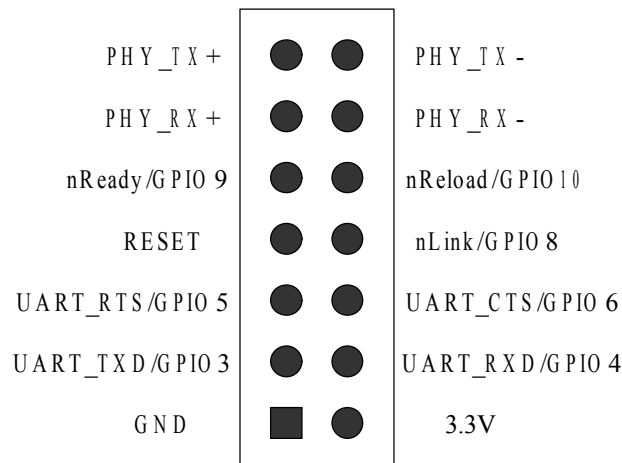 PHY_TX+ PHY_TX-
PHY_RX+ PHY_RX-
nReady/GPIO9 nReload/GPIO10
RESET nLink/GPIO8
UART_RTS/GPIO5 UART_CTS/GPIO6
UART_TXD/GPIO3 UART_RXD/GPIO4
GND 3.3V